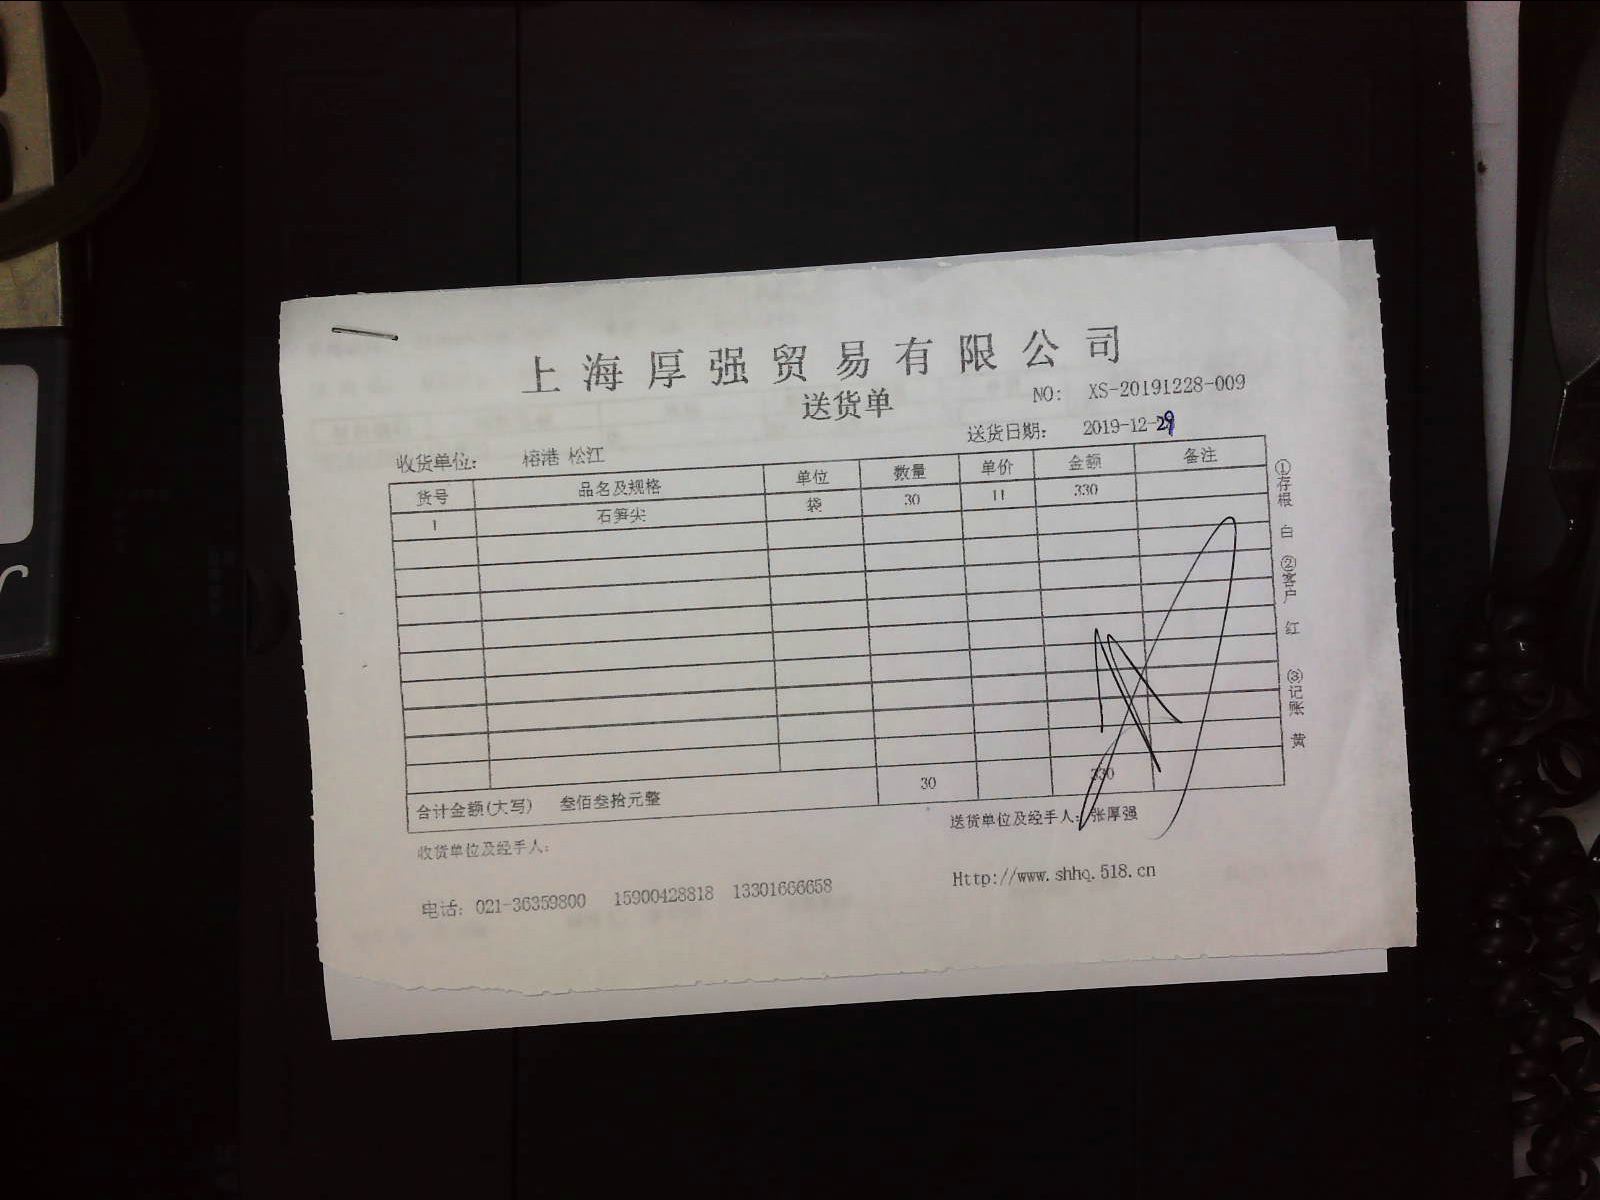 上海厚强贸易有限公司
送货单
NO: XS-20191228-009
送货日期: 2019-12-29
收货单位: 榕港 松江
货号 品名及规格 单位 数量 单价 金额 备注
1 石笋尖 袋 30 11 330
合计金额(大写) 叁佰叁拾元整 30 330
收货单位及经手人:
送货单位及经手人: 张厚强
电话: 021-36359800 15900428818 13301666658
Http://www.shhq.518.cn
①存根 白 ②客户 红 ③记账 黄